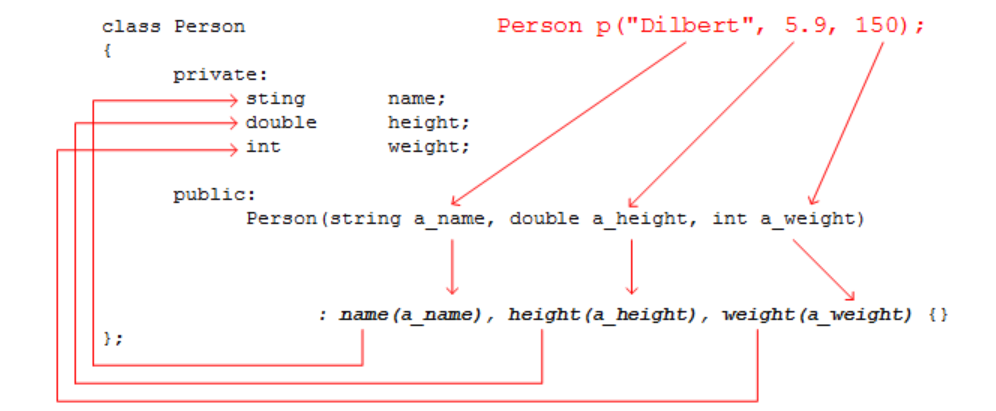 class Person Person p("Dilbert", 5.9, 150);
{
private:
sting name;
double height;
int weight;
public:
Person(string a_name, double a_height, int a_weight)
: name(a_name), height(a_height), weight(a_weight) {}
};